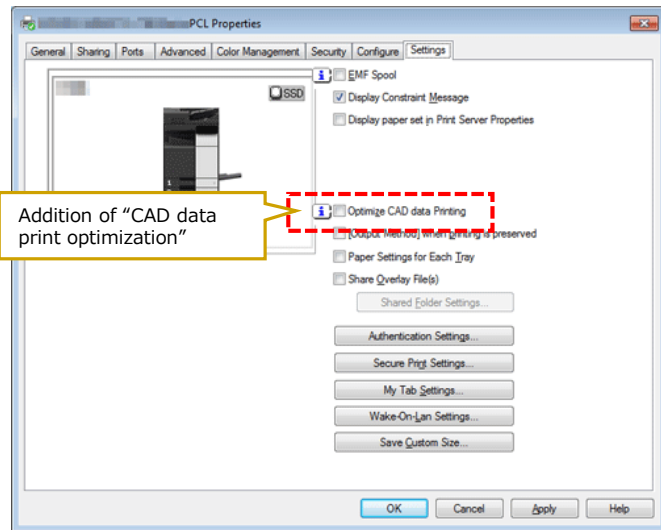 PCL Properties
General Sharing Ports Advanced Color Management Security Configure Settings
EMF Spool
SSD
Display Constraint Message
Display paper set in Print Server Properties
1
Addition of “CAD data
print optimization”
Optimize CAD data Printing
[Output Method] when printing is preserved
Paper Settings for Each Tray
Share Overlay File(s)
Shared Folder Settings...
Authentication Settings...
Secure Print Settings...
My Tab Settings...
Wake-On-Lan Settings...
Save Custom Size...
OK Cancel Apply Help